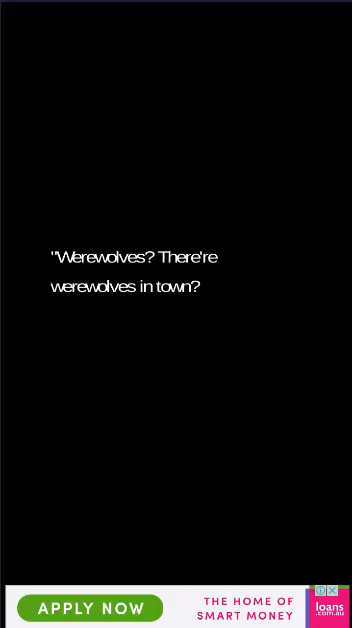 "Werewolves? There're
werewolves in town?
APPLY NOW
THE HOME OF
SMART MONEY
loans
.com.au